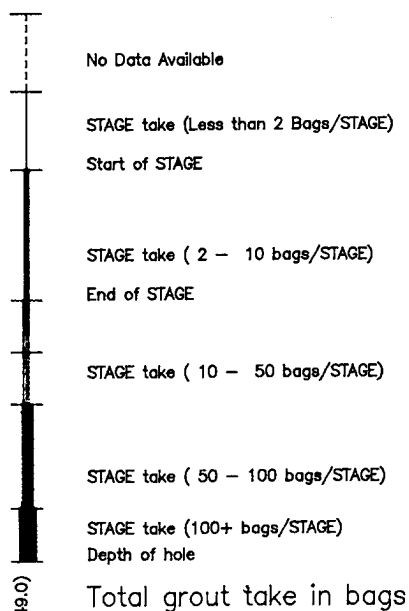 No Data Available
STAGE take (Less than 2 Bags/STAGE)
Start of STAGE
STAGE take ( 2 – 10 bags/STAGE)
End of STAGE
STAGE take ( 10 – 50 bags/STAGE)
STAGE take ( 50 – 100 bags/STAGE)
STAGE take (100+ bags/STAGE)
Depth of hole
9.0)
Total grout take in bags